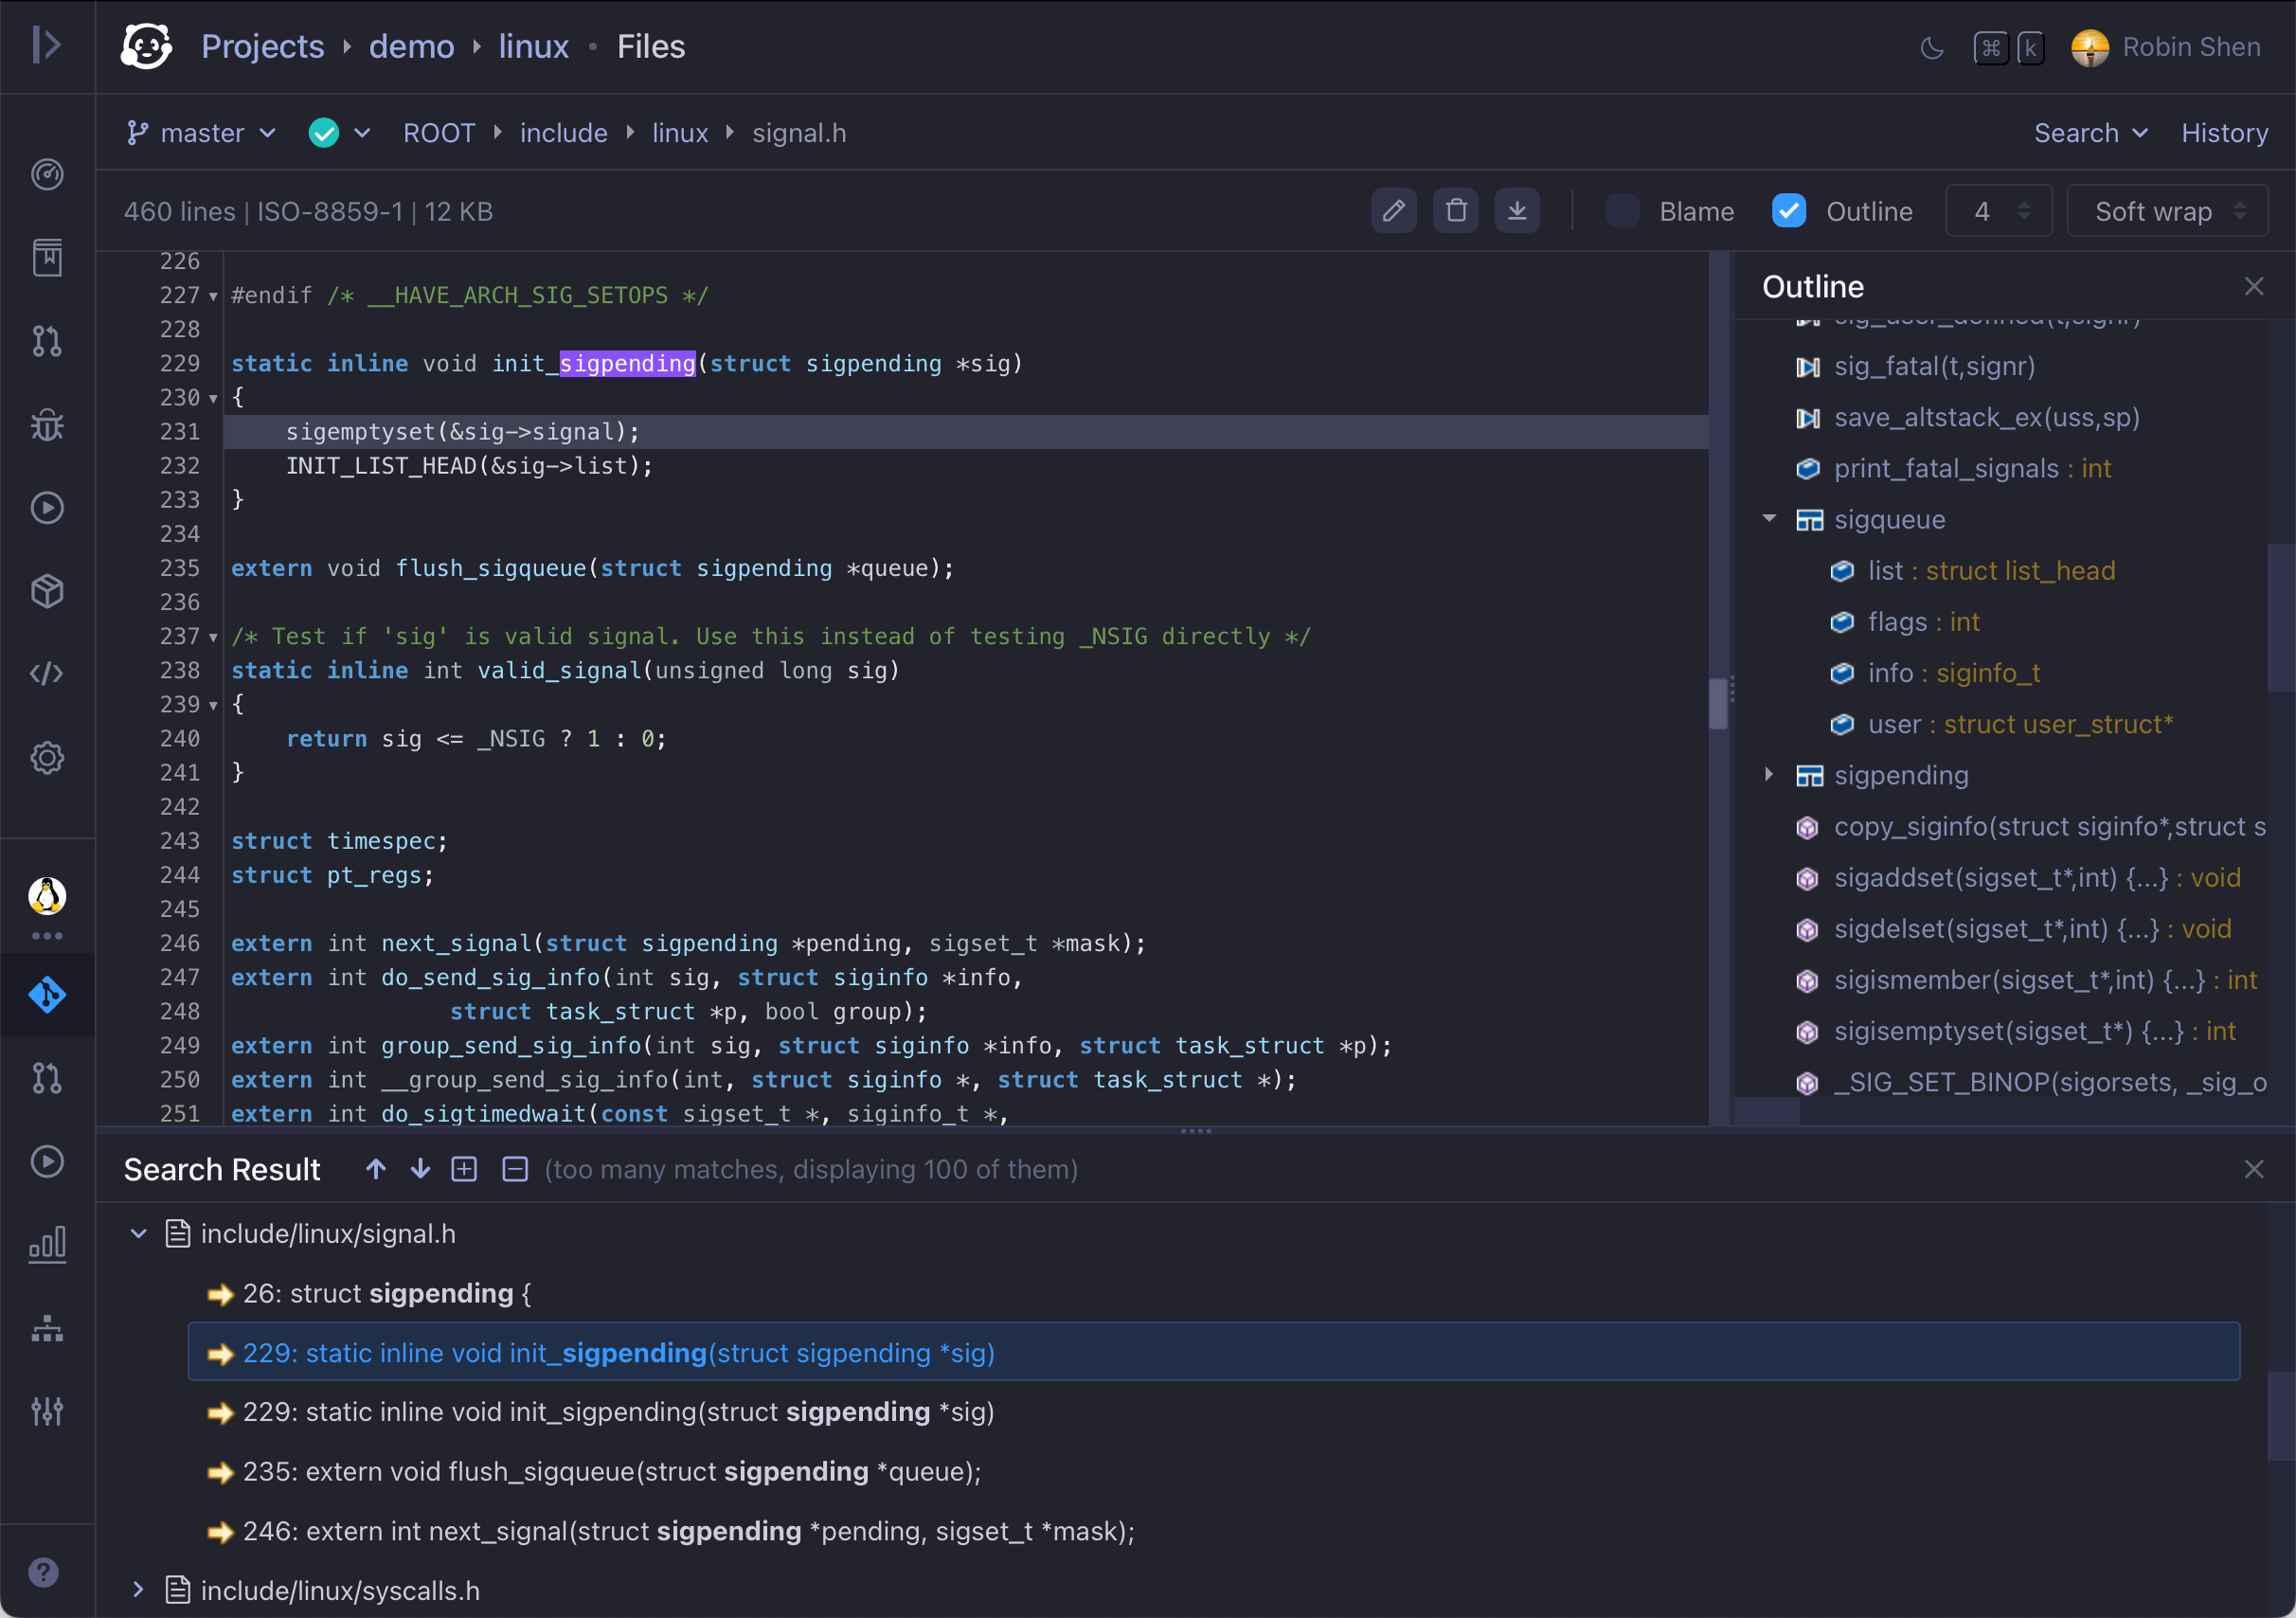 Projects ▸ demo ▸ linux • Files
⌘ k Robin Shen
master ROOT ▸ include ▸ linux ▸ signal.h
Search History
460 lines | ISO-8859-1 | 12 KB
Blame Outline 4 Soft wrap
226
227 #endif /* __HAVE_ARCH_SIG_SETOPS */
228
229 static inline void init_sigpending(struct sigpending *sig)
230 {
231 sigemptyset(&sig->signal);
232 INIT_LIST_HEAD(&sig->list);
233 }
234
235 extern void flush_sigqueue(struct sigpending *queue);
236
237 /* Test if 'sig' is valid signal. Use this instead of testing _NSIG directly */
238 static inline int valid_signal(unsigned long sig)
239 {
240 return sig <= _NSIG ? 1 : 0;
241 }
242
243 struct timespec;
244 struct pt_regs;
245
246 extern int next_signal(struct sigpending *pending, sigset_t *mask);
247 extern int do_send_sig_info(int sig, struct siginfo *info,
248 struct task_struct *p, bool group);
249 extern int group_send_sig_info(int sig, struct siginfo *info, struct task_struct *p);
250 extern int __group_send_sig_info(int, struct siginfo *, struct task_struct *);
251 extern int do_sigtimedwait(const sigset_t *, siginfo_t *,
Outline
sig_user_defined(t,signr)
sig_fatal(t,signr)
save_altstack_ex(uss,sp)
print_fatal_signals : int
sigqueue
list : struct list_head
flags : int
info : siginfo_t
user : struct user_struct*
sigpending
copy_siginfo(struct siginfo*,struct s
sigaddset(sigset_t*,int) {...} : void
sigdelset(sigset_t*,int) {...} : void
sigismember(sigset_t*,int) {...} : int
sigisemptyset(sigset_t*) {...} : int
_SIG_SET_BINOP(sigorsets, _sig_o
Search Result (too many matches, displaying 100 of them)
include/linux/signal.h
26: struct sigpending {
229: static inline void init_sigpending(struct sigpending *sig)
229: static inline void init_sigpending(struct sigpending *sig)
235: extern void flush_sigqueue(struct sigpending *queue);
246: extern int next_signal(struct sigpending *pending, sigset_t *mask);
include/linux/syscalls.h